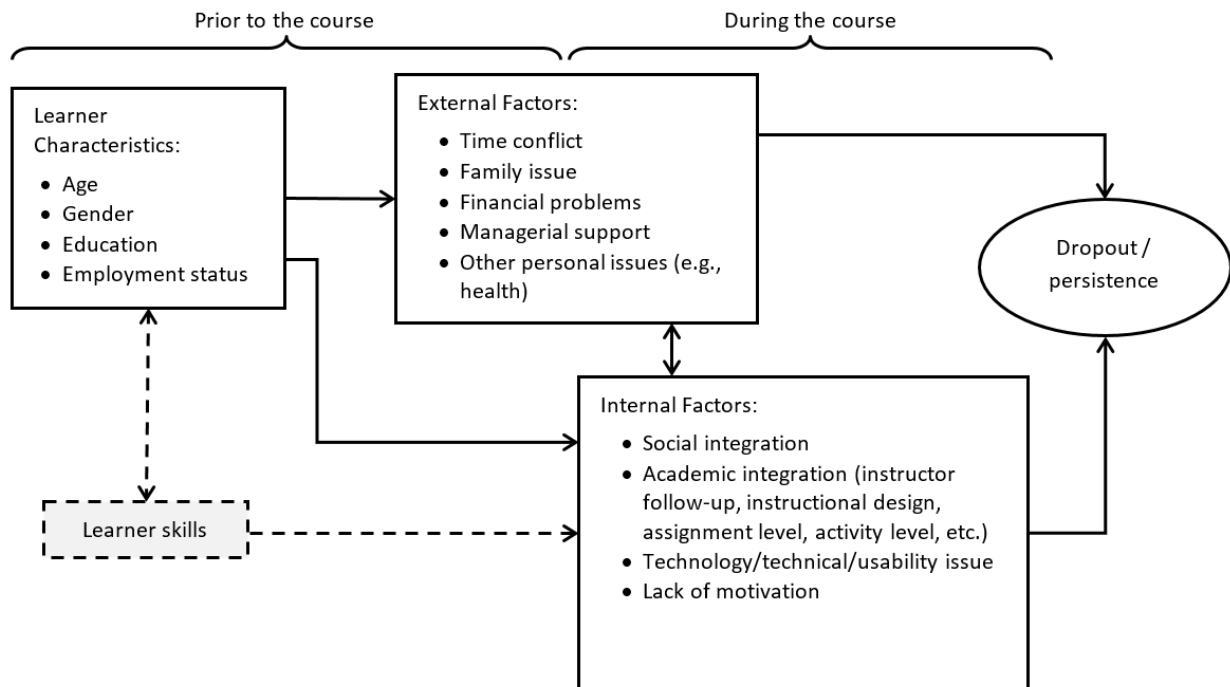 Prior to the course
During the course
Learner
Characteristics:
• Age
• Gender
• Education
• Employment status
External Factors:
• Time conflict
• Family issue
• Financial problems
• Managerial support
• Other personal issues (e.g.,
health)
Dropout /
persistence
Internal Factors:
• Social integration
• Academic integration (instructor
follow-up, instructional design,
assignment level, activity level, etc.)
• Technology/technical/usability issue
• Lack of motivation
Learner skills